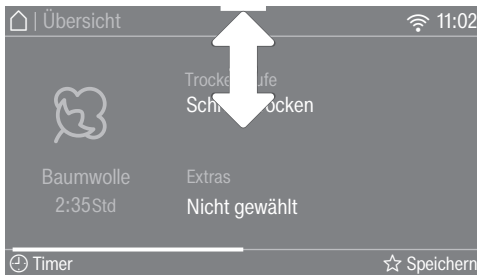 Übersicht
11:02
Baumwolle
2:35Std
Extras
Nicht gewählt
Timer
Speichern